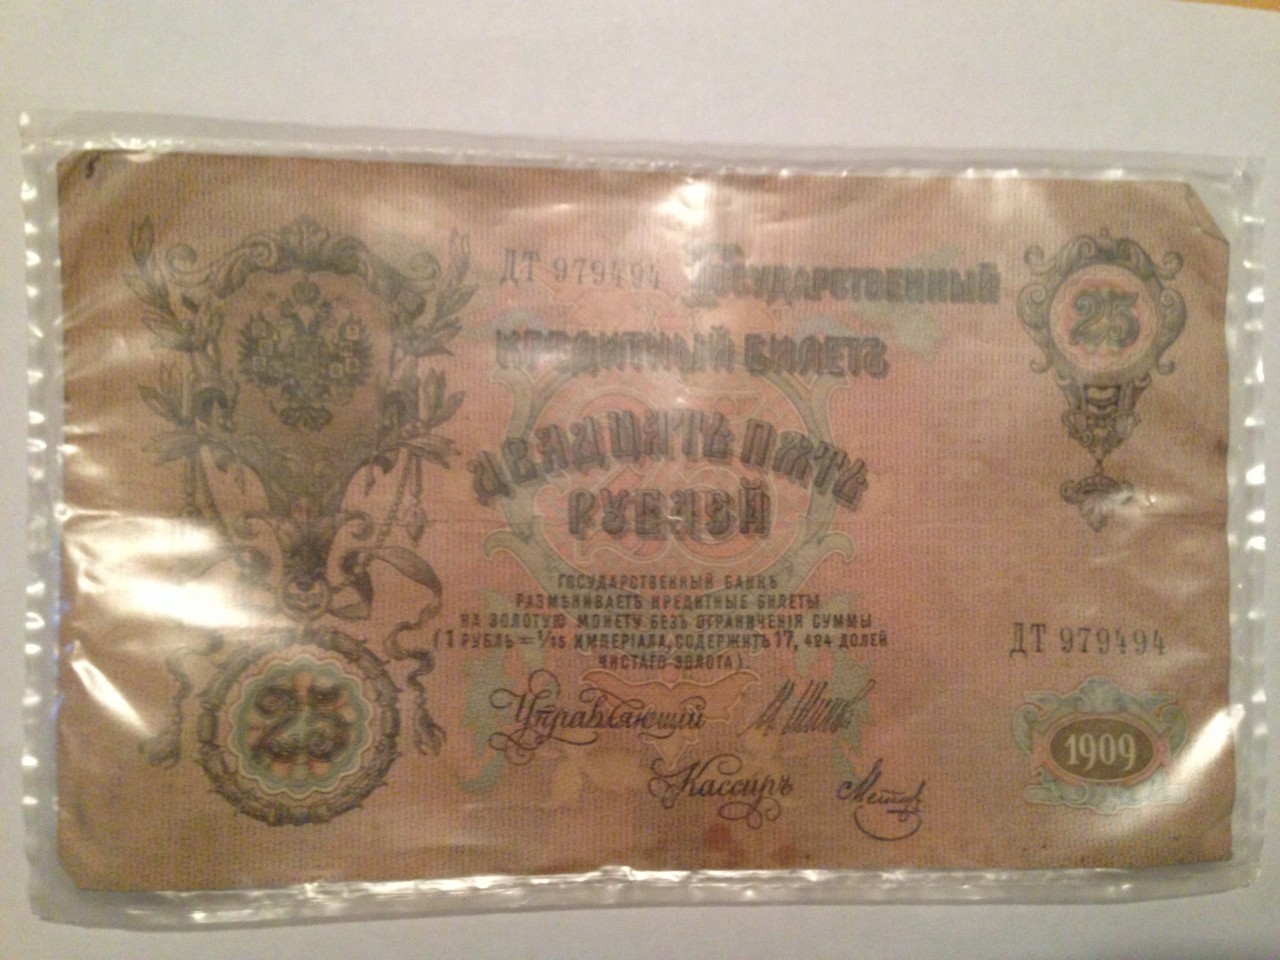 ДТ 979494 Государственный
25
Кредитный Билетъ
Двадцать пять
рублей
25
Государственный банкъ
размѣниваетъ кредитные билеты
на золотую монету безъ ограниченія суммы
(1 рубль = 1/15 имперіала, содержитъ 17, 424 долей
чистаго золота)
ДТ 979494
25
Управляющій
1909
Кассиръ